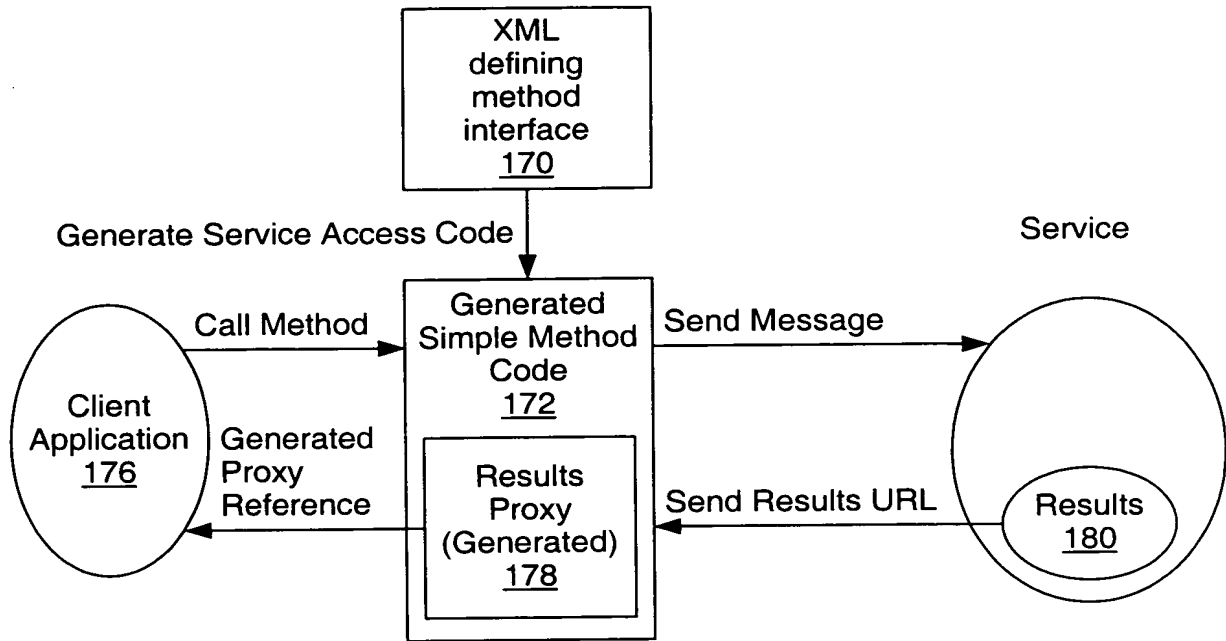 XML
defining
method
interface
170
Generate Service Access Code
Service
Call Method
Generated
Simple Method
Code
172
Send Message
Client
Application
176
Generated
Proxy
Reference
Results
Proxy
(Generated)
178
Send Results URL
Results
180